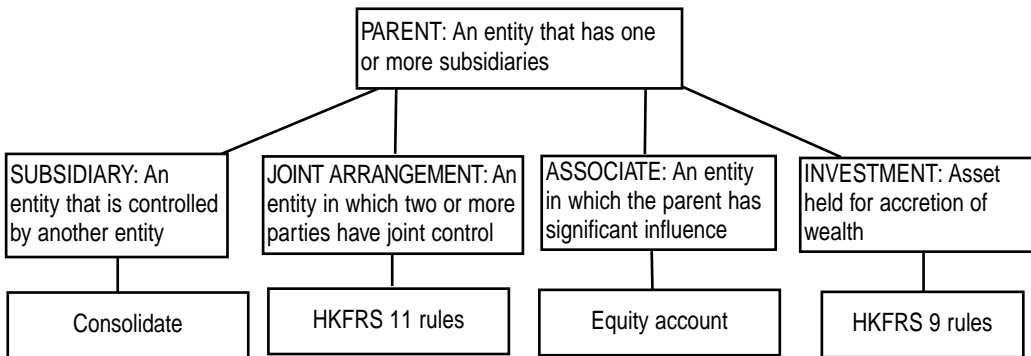 PARENT: An entity that has one
or more subsidiaries
SUBSIDIARY: An
entity that is controlled
by another entity
JOINT ARRANGEMENT: An
entity in which two or more
parties have joint control
ASSOCIATE: An entity
in which the parent has
significant influence
INVESTMENT: Asset
held for accretion of
wealth
Consolidate
HKFRS 11 rules
Equity account
HKFRS 9 rules